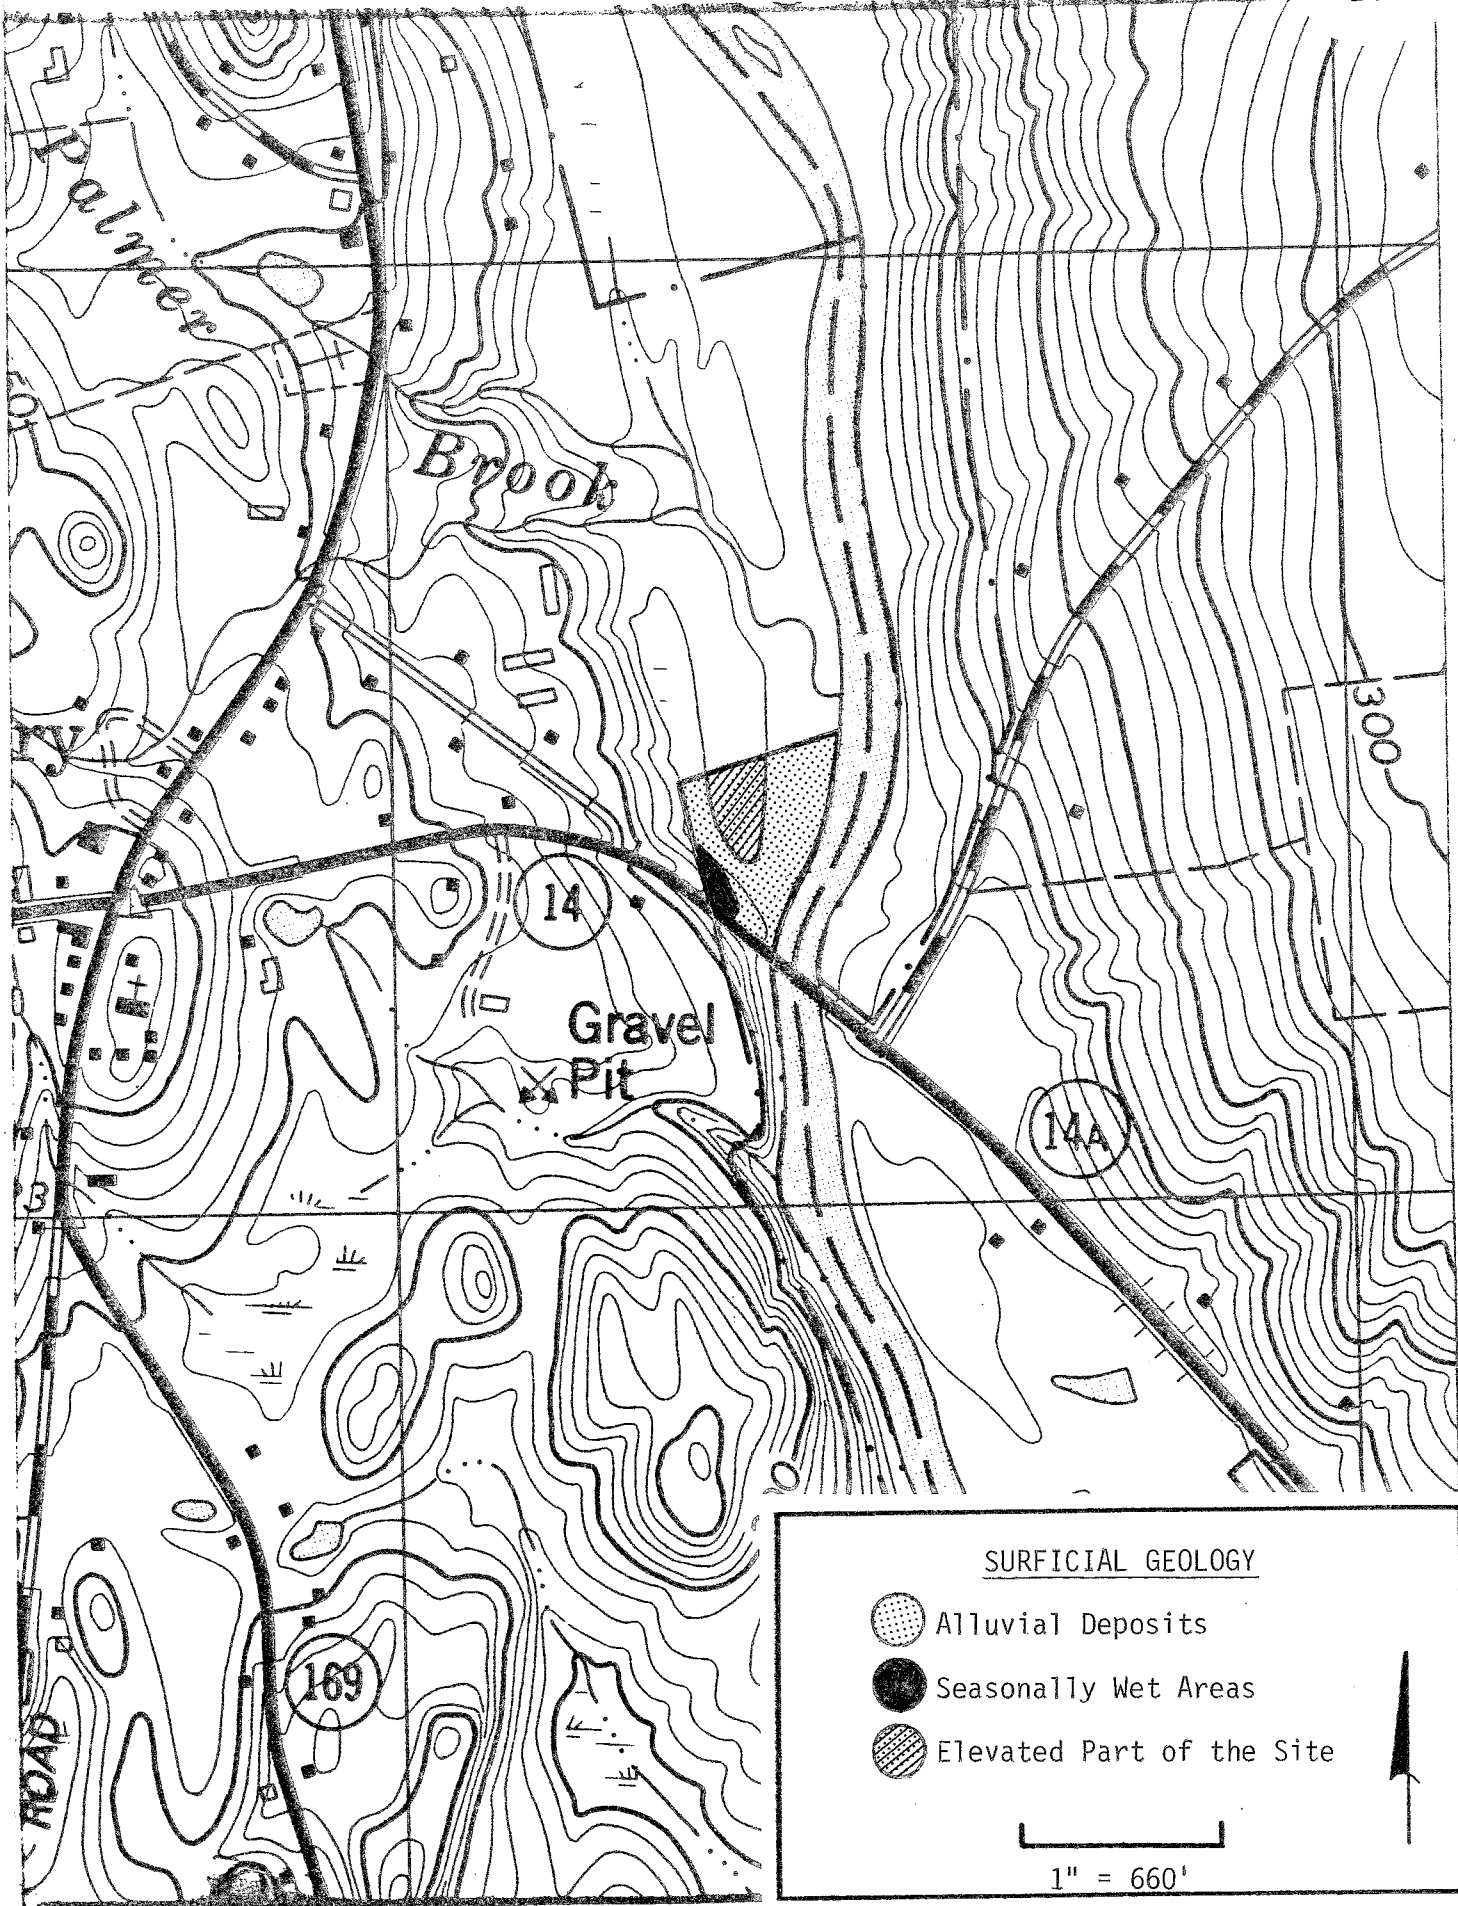 Palmer
Brook
300
14
Gravel
Pit
14A
169
ROAD
SURFICIAL GEOLOGY
Alluvial Deposits
Seasonally Wet Areas
Elevated Part of the Site
1" = 660'